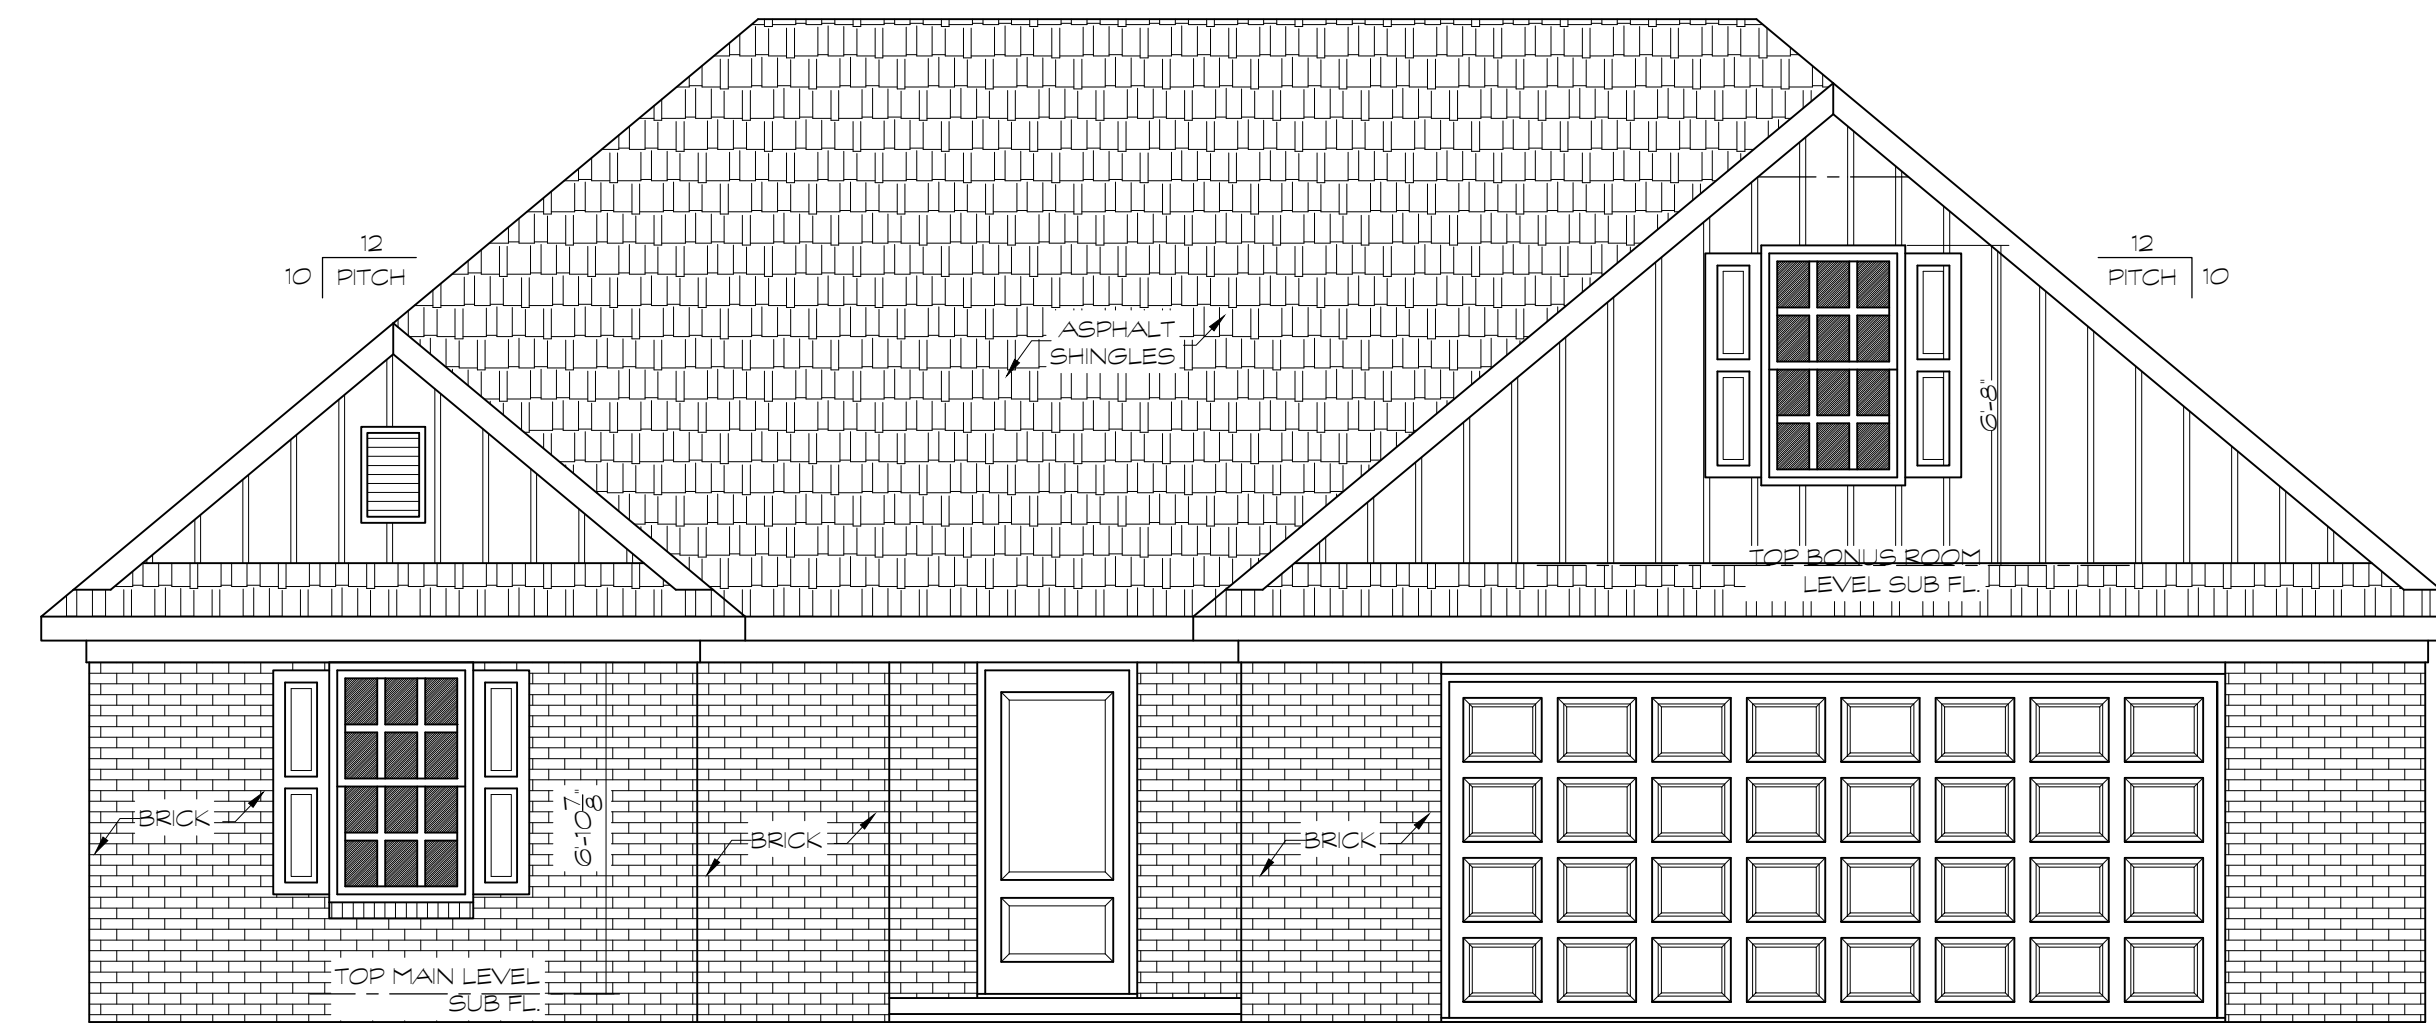 12
10 PITCH
12
PITCH 10
ASPHALT
SHINGLES
6'-8"
TOP BONUS ROOM
LEVEL SUB FL.
BRICK
6'-10 7/8"
BRICK
BRICK
TOP MAIN LEVEL
SUB FL.